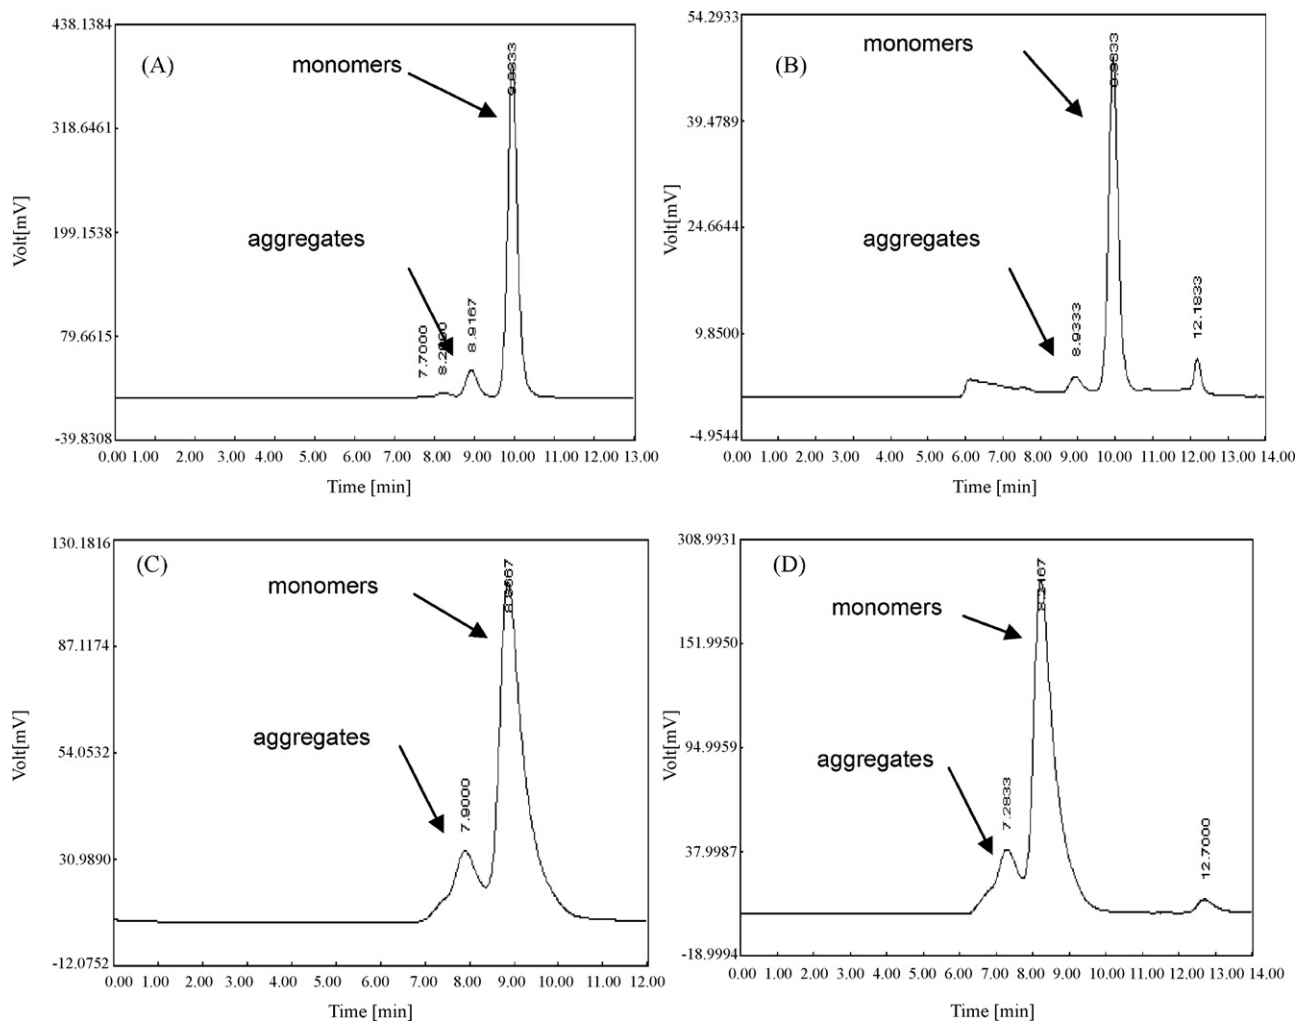 438.1384
318.6461
199.1538
79.6615
-39.8308
Volt[mV]
(A)
monomers
aggregates
7.7000
8.9167
0.00 1.00 2.00 3.00 4.00 5.00 6.00 7.00 8.00 9.00 10.00 11.00 12.00 13.00
Time [min]
54.2933
39.4789
24.6644
9.8500
-4.9544
Volt[mV]
(B)
monomers
aggregates
8.9333
12.1833
0.00 1.00 2.00 3.00 4.00 5.00 6.00 7.00 8.00 9.00 10.00 11.00 12.00 13.00 14.00
Time [min]
130.1816
87.1174
54.0532
30.9890
-12.0752
Volt[mV]
(C)
monomers
aggregates
7.9000
0.00 1.00 2.00 3.00 4.00 5.00 6.00 7.00 8.00 9.00 10.00 11.00 12.00
Time [min]
308.9931
151.9950
94.9959
37.9987
-18.9994
Volt[mV]
(D)
monomers
aggregates
7.2833
8.2167
12.7000
0.00 1.00 2.00 3.00 4.00 5.00 6.00 7.00 8.00 9.00 10.00 11.00 12.00 13.00 14.00
Time [min]